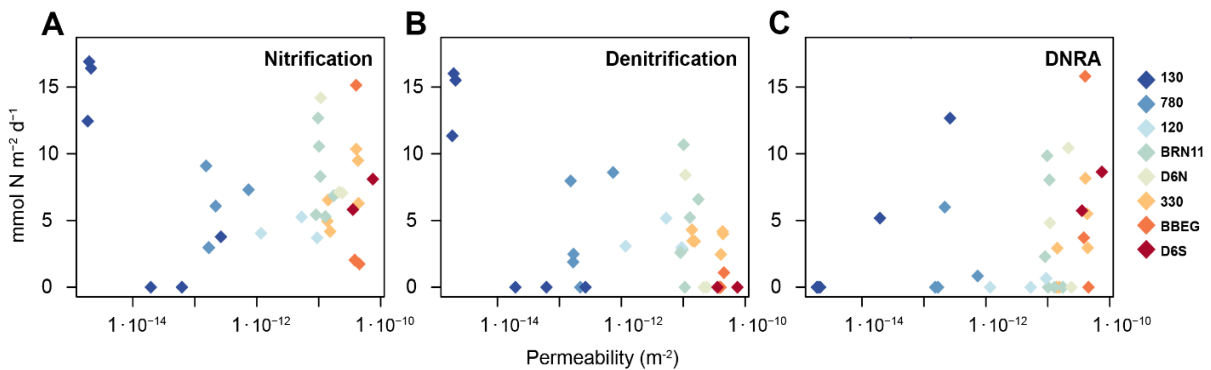 A
B
C
Nitrification
Denitrification
DNRA
mmol N m⁻² d⁻¹
15
10
5
0
15
10
5
0
15
10
5
0
1·10⁻¹⁴
1·10⁻¹²
1·10⁻¹⁰
1·10⁻¹⁴
1·10⁻¹²
1·10⁻¹⁰
1·10⁻¹⁴
1·10⁻¹²
1·10⁻¹⁰
Permeability (m⁻²)
130
780
120
BRN11
D6N
330
BBEG
D6S